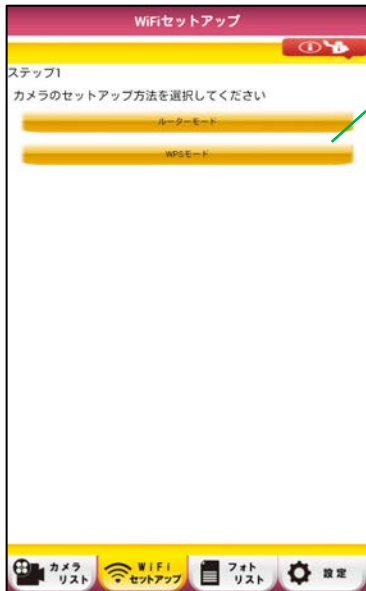 WiFiセットアップ
ステップ1
カメラのセットアップ方法を選択してください
ルーターモード
WPSモード
カメラ
リスト
WiFi
セットアップ
フォト
リスト
設定